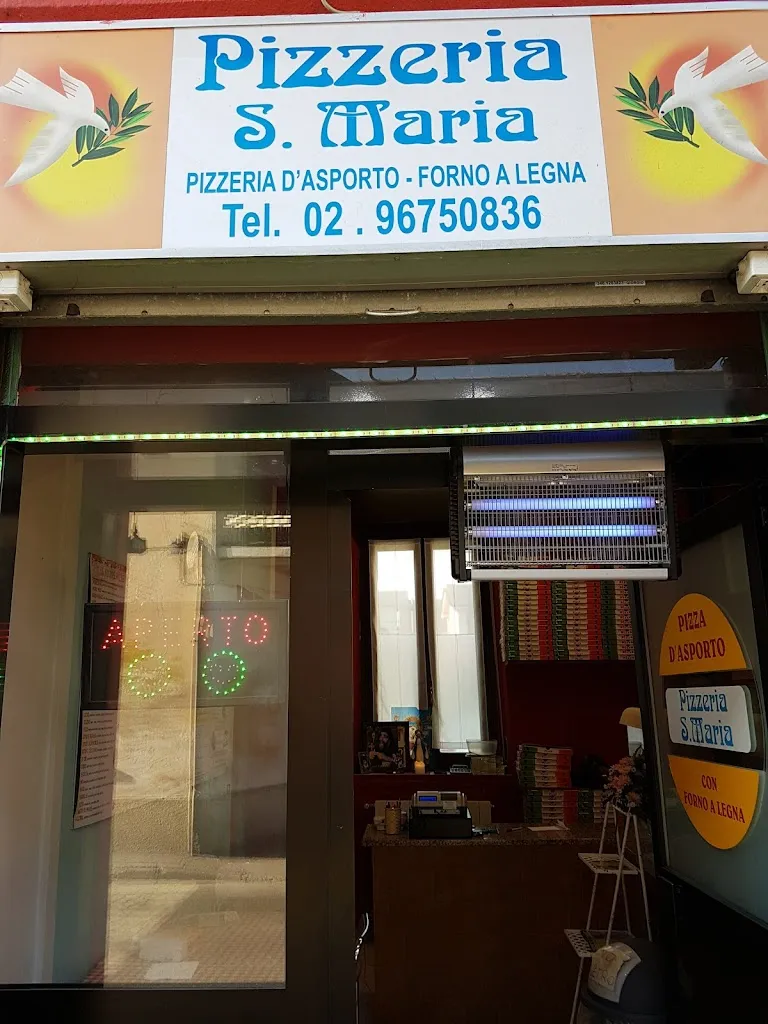 Pizzeria
S. Maria
PIZZERIA D'ASPORTO - FORNO A LEGNA
Tel. 02 . 96750836
APERTO
PIZZA
D'ASPORTO
Pizzeria
S. Maria
CON
FORNO A LEGNA